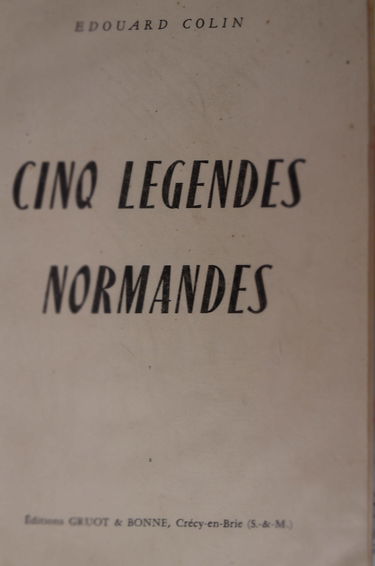 EDOUARD COLIN
CINQ LEGENDES
NORMANDES
Éditions GRUOT & BONNE, Crécy-en-Brie (S.-&-M.)